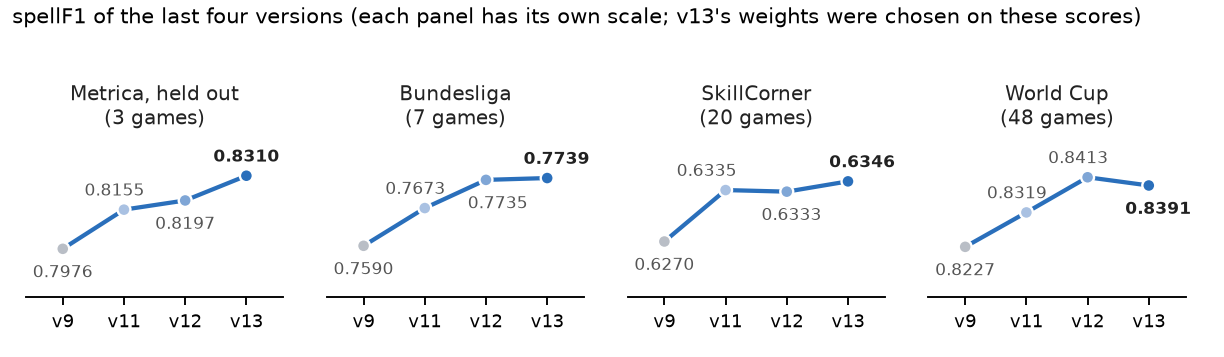 spellF1 of the last four versions (each panel has its own scale; v13's weights were chosen on these scores)
Metrica, held out
(3 games)
0.7976
0.8155
0.8197
0.8310
v9 v11 v12 v13
Bundesliga
(7 games)
0.7590
0.7673
0.7735
0.7739
v9 v11 v12 v13
SkillCorner
(20 games)
0.6270
0.6335
0.6333
0.6346
v9 v11 v12 v13
World Cup
(48 games)
0.8227
0.8319
0.8413
0.8391
v9 v11 v12 v13